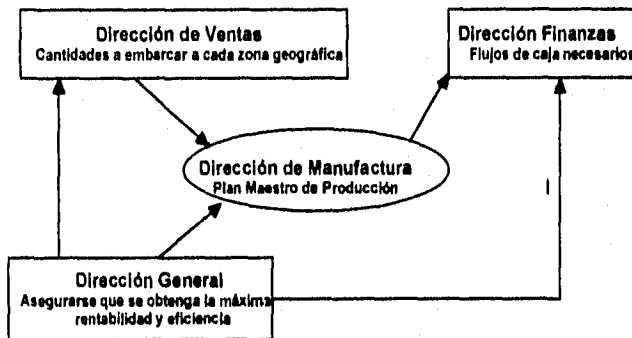 Dirección de Ventas
Cantidades a embarcar a cada zona geográfica
Dirección Finanzas
Flujos de caja necesarios
Dirección de Manufactura
Plan Maestro de Producción
Dirección General
Asegurarse que se obtenga la máxima
rentabilidad y eficiencia